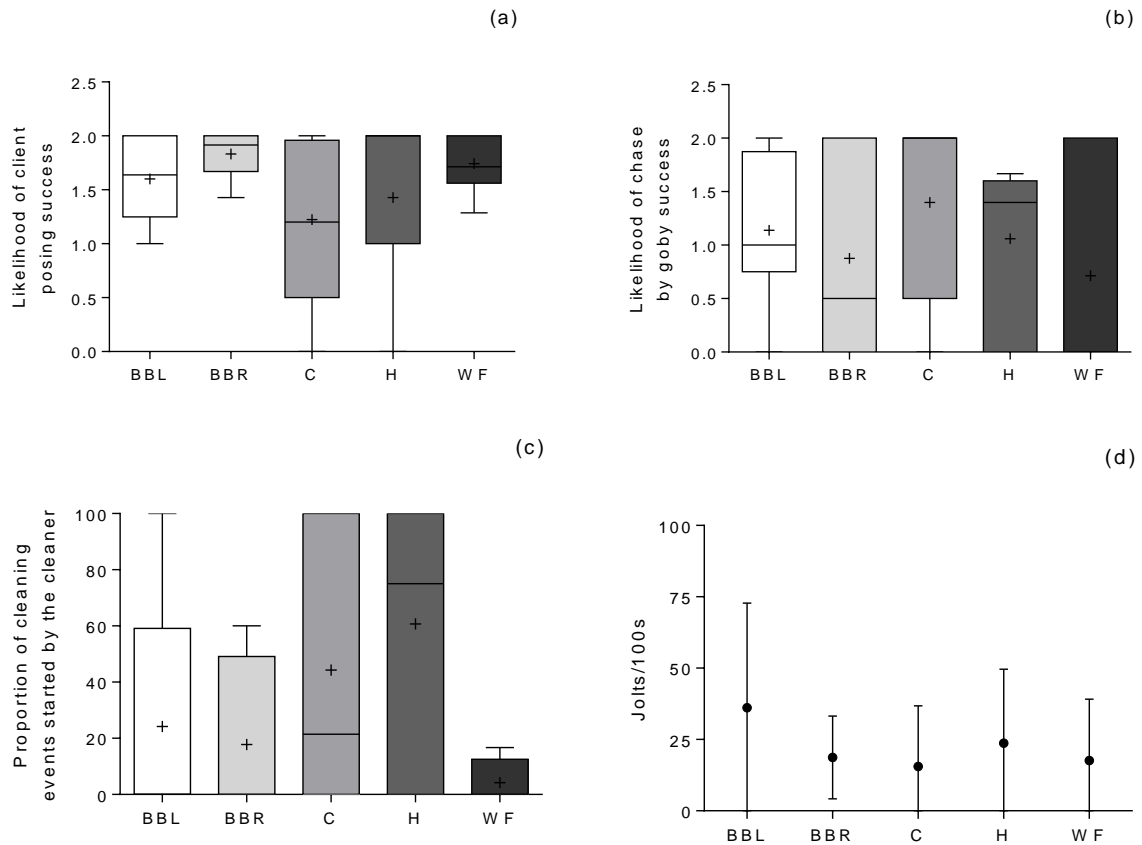 (a)
Likelihood of client
posing success
2.5
2.0
1.5
1.0
0.5
0.0
BBL BBR C H WF
(b)
Likelihood of chase
by goby success
2.5
2.0
1.5
1.0
0.5
0.0
BBL BBR C H WF
(c)
Proportion of cleaning
events started by the cleaner
100
80
60
40
20
0
BBL BBR C H WF
(d)
Jolts/100s
100
75
50
25
0
BBL BBR C H WF